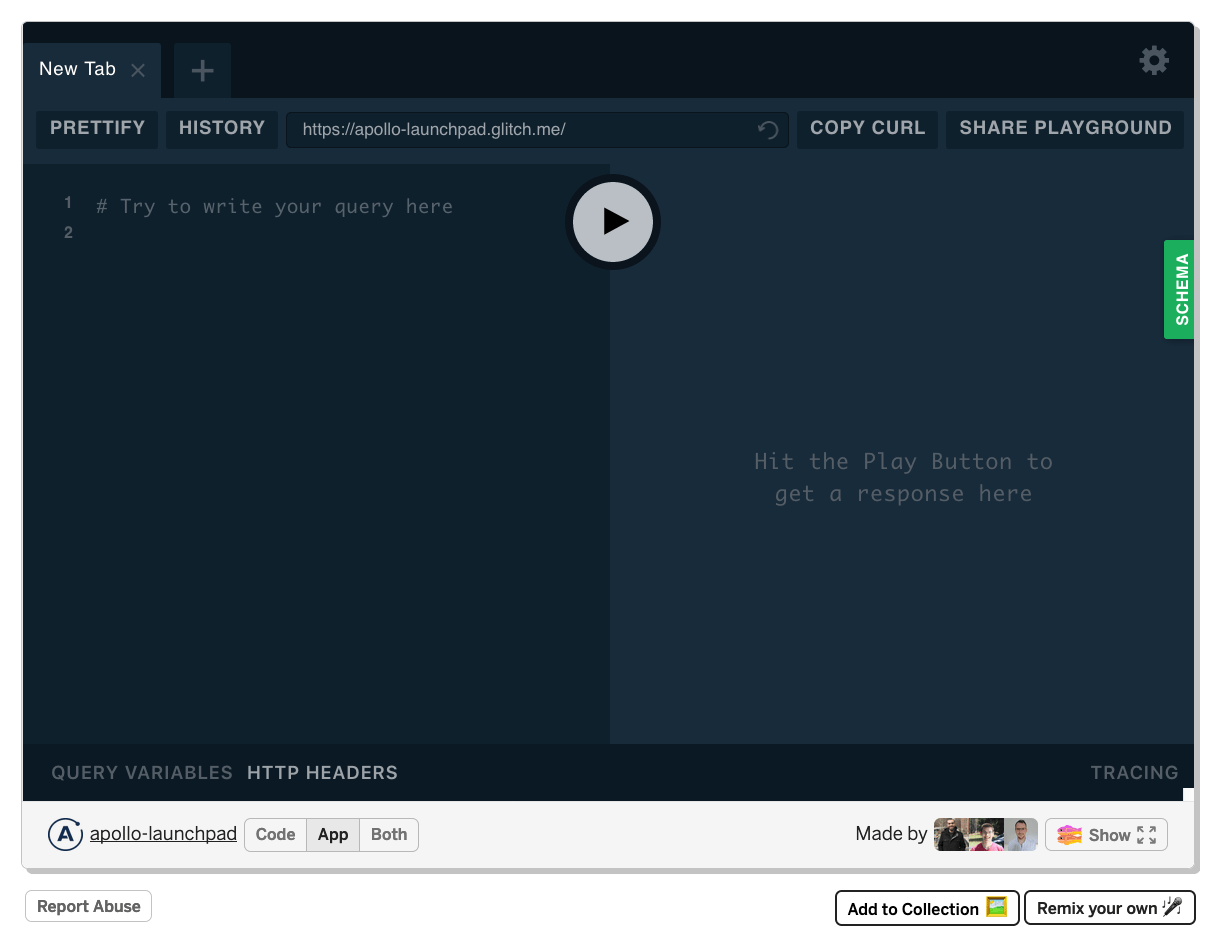 New Tab
PRETTIFY HISTORY https://apollo-launchpad.glitch.me/ COPY CURL SHARE PLAYGROUND
1 # Try to write your query here
2
SCHEMA
Hit the Play Button to
get a response here
QUERY VARIABLES HTTP HEADERS TRACING
apollo-launchpad Code App Both Made by Show
Report Abuse Add to Collection Remix your own